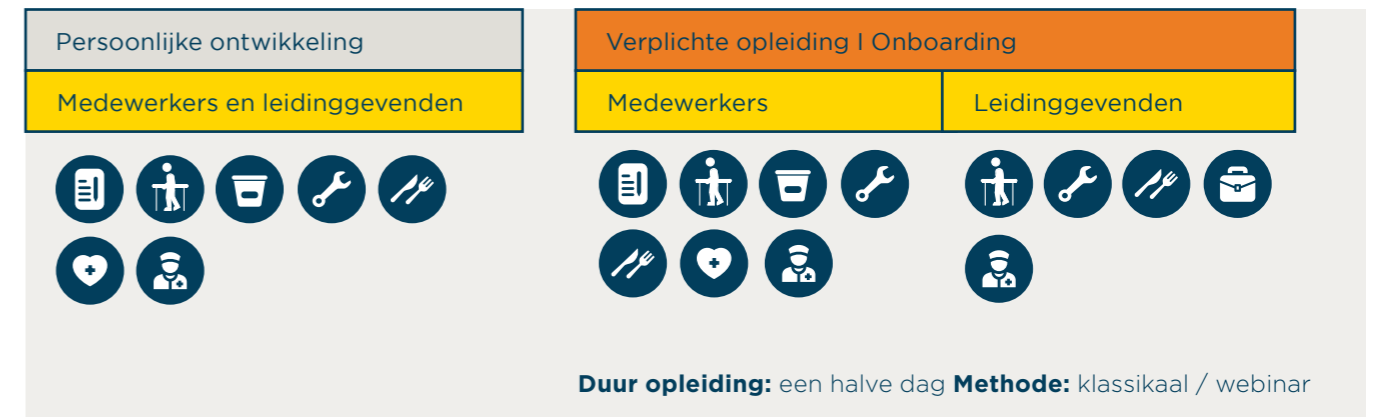 Persoonlijke ontwikkeling
Medewerkers en leidinggevenden
Verplichte opleiding I Onboarding
Medewerkers
Leidinggevenden
Duur opleiding: een halve dag Methode: klassikaal / webinar